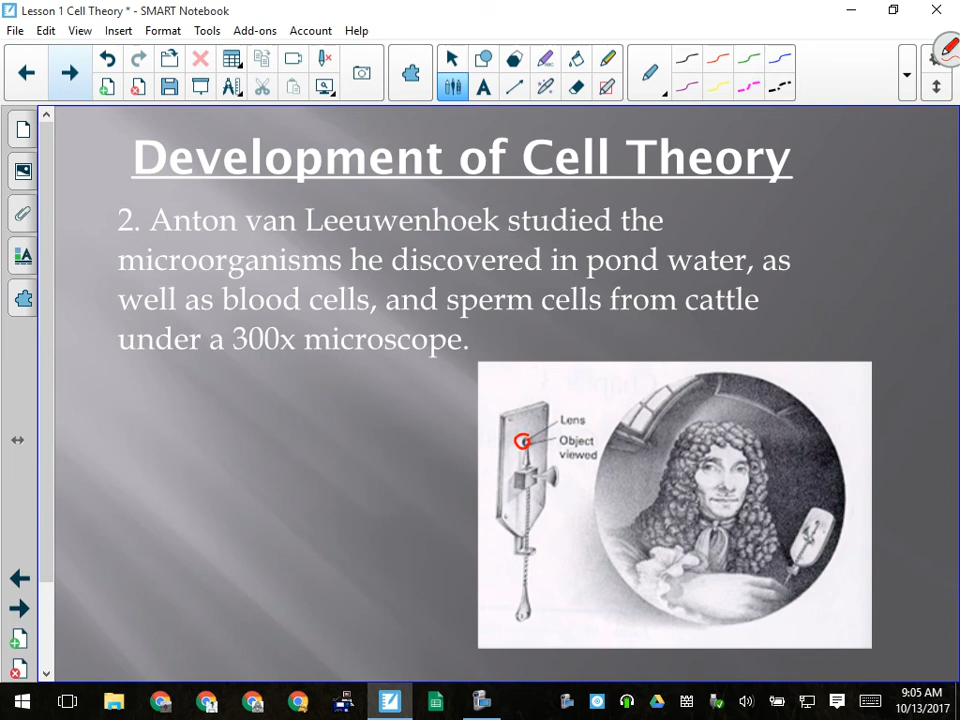 Lesson 1 Cell Theory * - SMART Notebook
File Edit View Insert Format Tools Add-ons Account Help
Development of Cell Theory
2. Anton van Leeuwenhoek studied the
microorganisms he discovered in pond water, as
well as blood cells, and sperm cells from cattle
under a 300x microscope.
Lens
Object
viewed
9:05 AM
10/13/2017